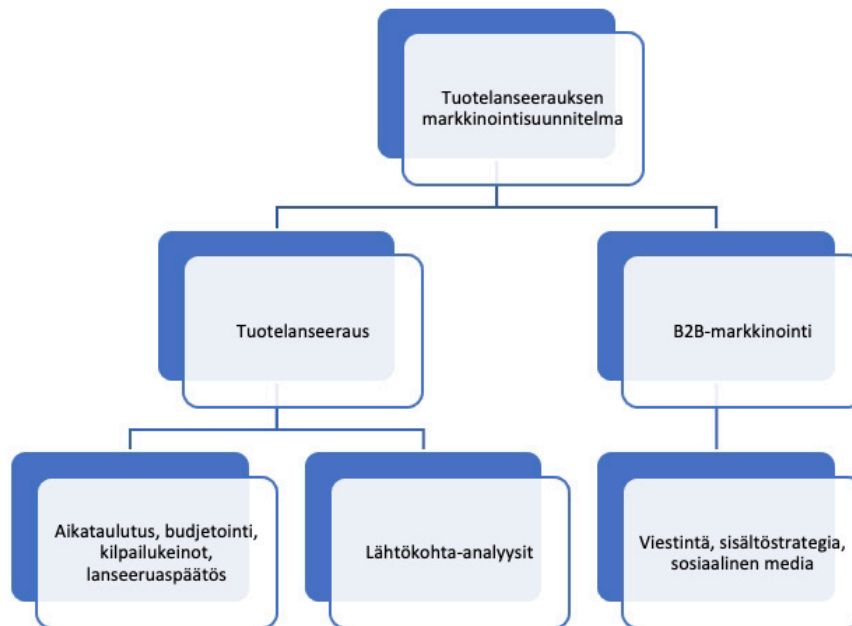 Tuotelanseerauksen
markkinointisuunnitelma
Tuotelanseeraus
B2B-markkinointi
Aikataulutus, budjetointi,
kilpailukeinot,
lanseeruaspäätös
Lähtökohta-analyysit
Viestintä, sisältöstrategia,
sosiaalinen media